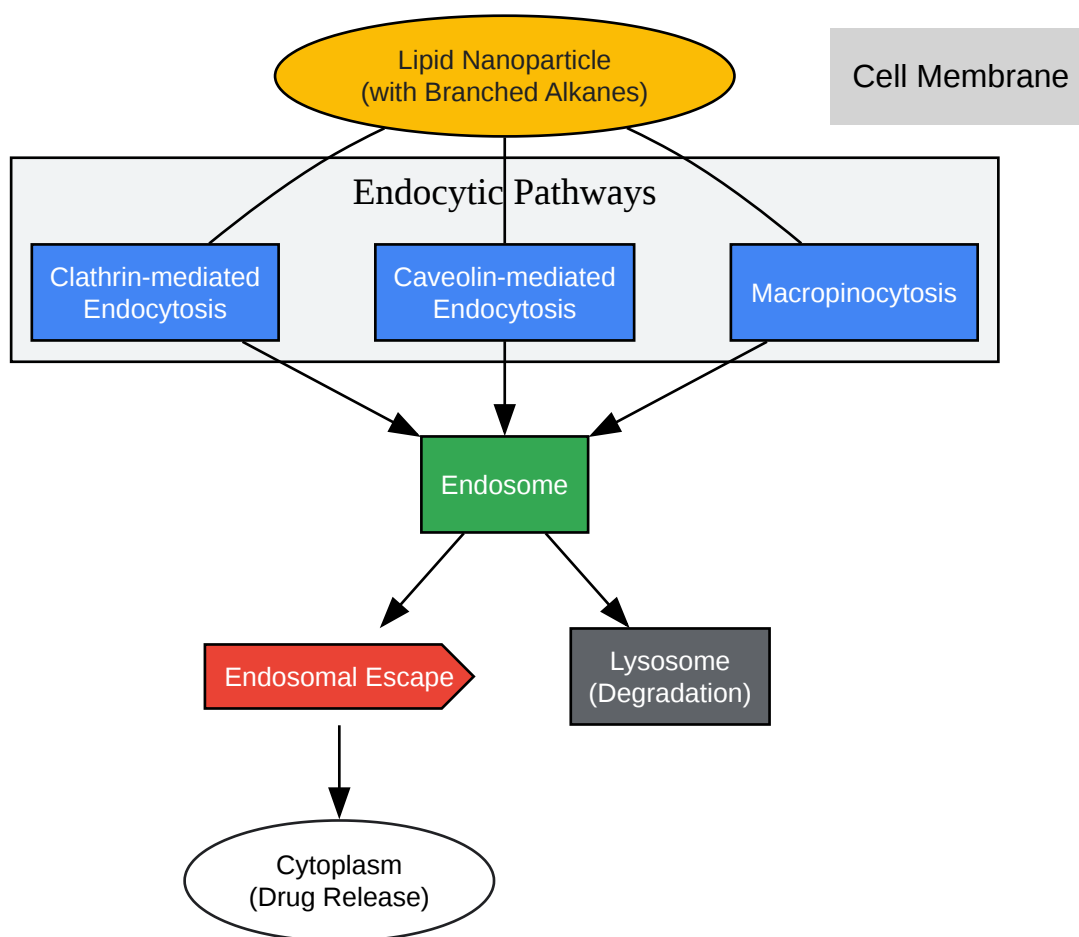 Lipid Nanoparticle
(with Branched Alkanes)
Cell Membrane
Endocytic Pathways
Clathrin-mediated
Endocytosis
Caveolin-mediated
Endocytosis
Macropinocytosis
Endosome
Endosomal Escape
Lysosome
(Degradation)
Cytoplasm
(Drug Release)